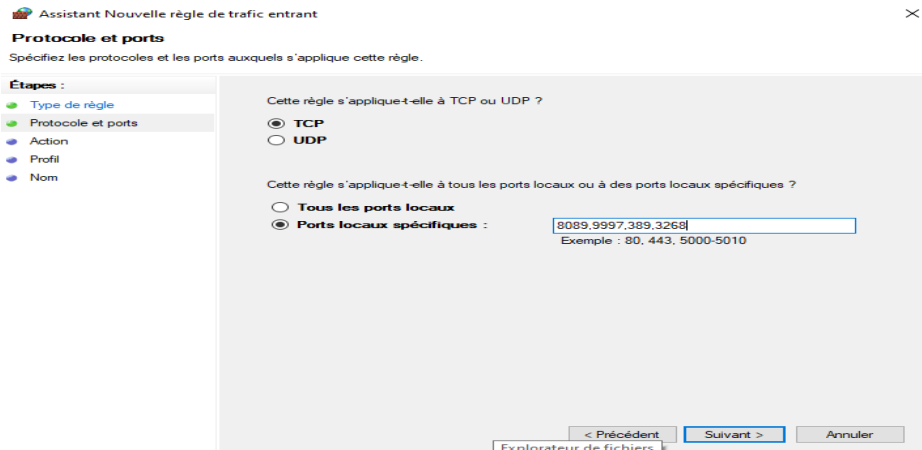 Assistant Nouvelle règle de trafic entrant
Protocole et ports
Spécifiez les protocoles et les ports auxquels s'applique cette règle.
Étapes :
Type de règle
Protocole et ports
Action
Profil
Nom
Cette règle s'applique-t-elle à TCP ou UDP ?
TCP
UDP
Cette règle s'applique-t-elle à tous les ports locaux ou à des ports locaux spécifiques ?
Tous les ports locaux
Ports locaux spécifiques :
8089,9997,389,3268
Exemple : 80, 443, 5000-5010
< Précédent
Suivant >
Annuler
Explorateur de fichiers